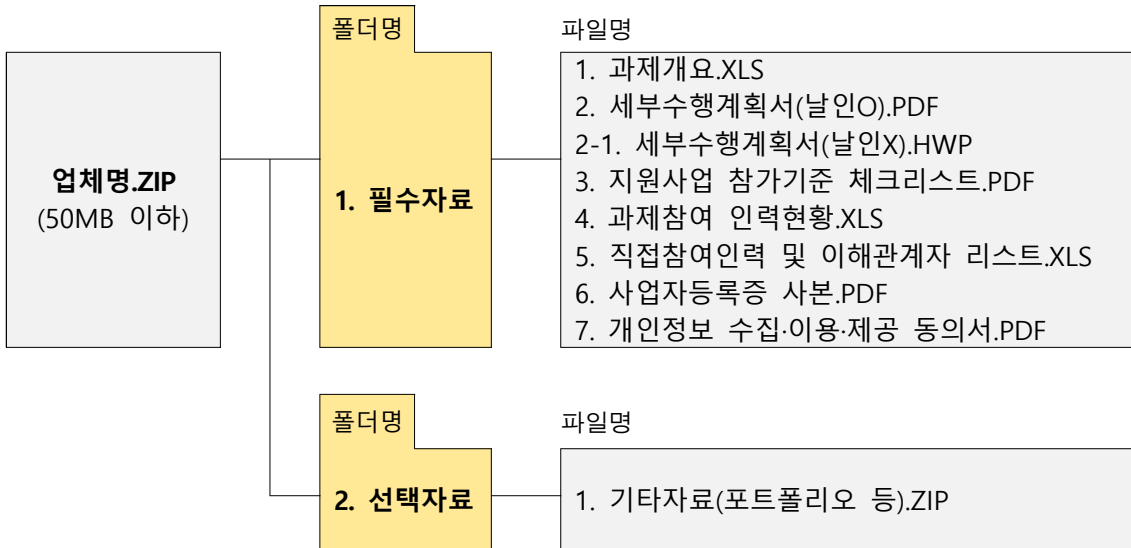 업체명.ZIP
(50MB 이하)
폴더명
1. 필수자료
파일명
1. 과제개요.XLS
2. 세부수행계획서(날인O).PDF
2-1. 세부수행계획서(날인X).HWP
3. 지원사업 참가기준 체크리스트.PDF
4. 과제참여 인력현황.XLS
5. 직접참여인력 및 이해관계자 리스트.XLS
6. 사업자등록증 사본.PDF
7. 개인정보 수집·이용·제공 동의서.PDF
폴더명
2. 선택자료
파일명
1. 기타자료(포트폴리오 등).ZIP